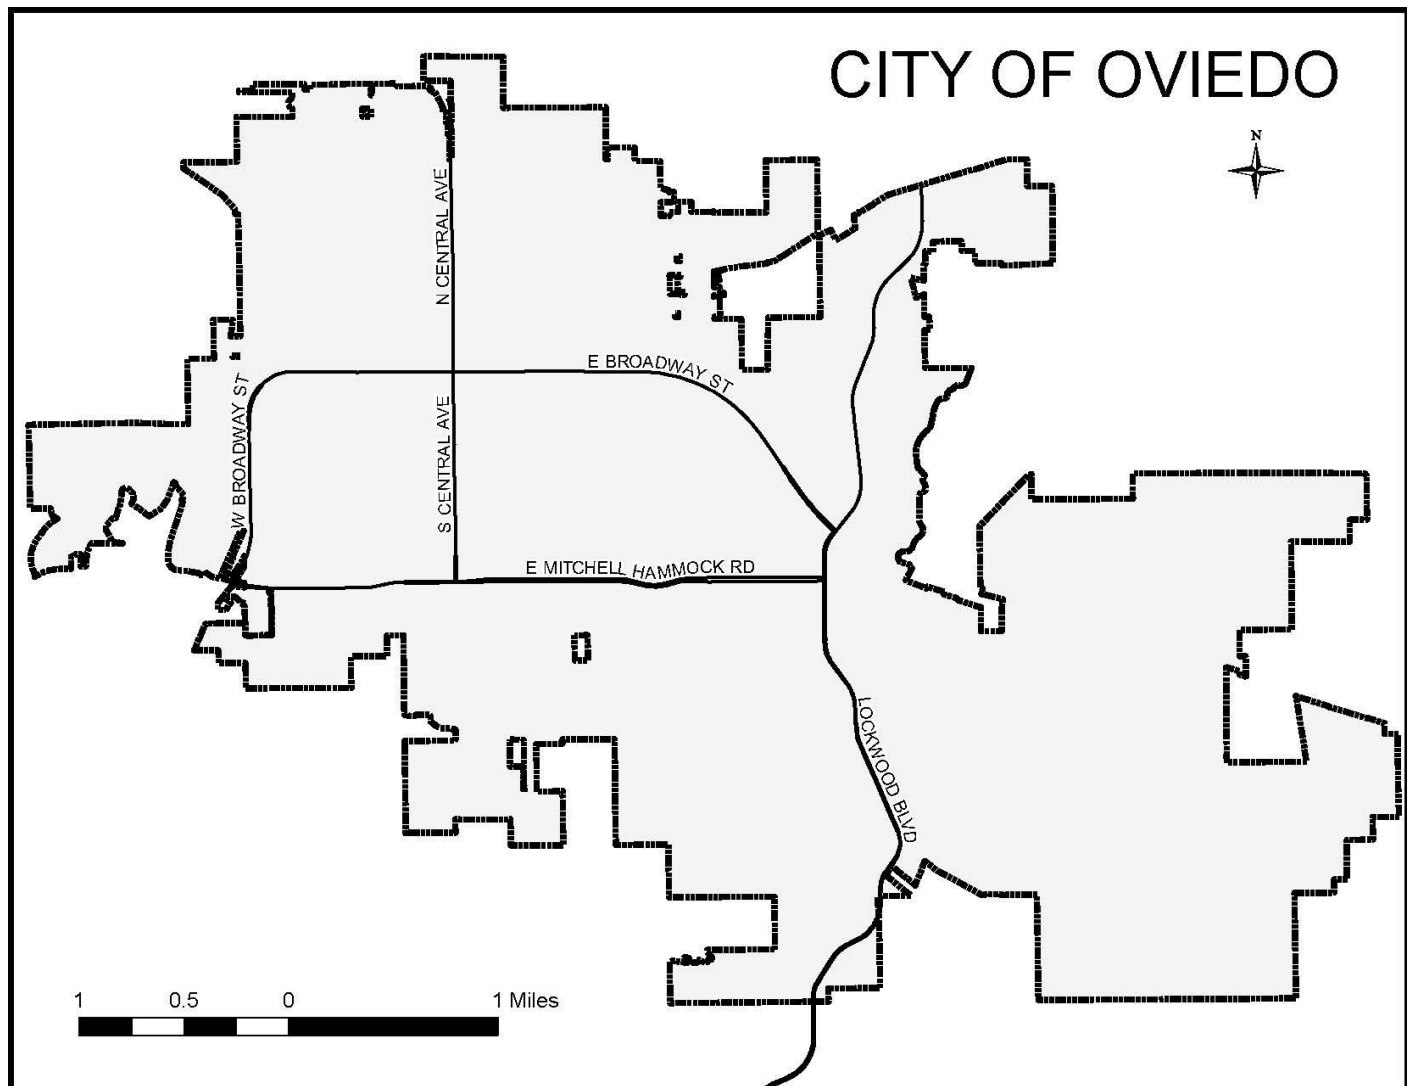 CITY OF OVIEDO
N
N CENTRAL AVE
E BROADWAY ST
W BROADWAY ST
S CENTRAL AVE
E MITCHELL HAMMOCK RD
LOCKWOOD BLVD
1 0.5 0 1 Miles